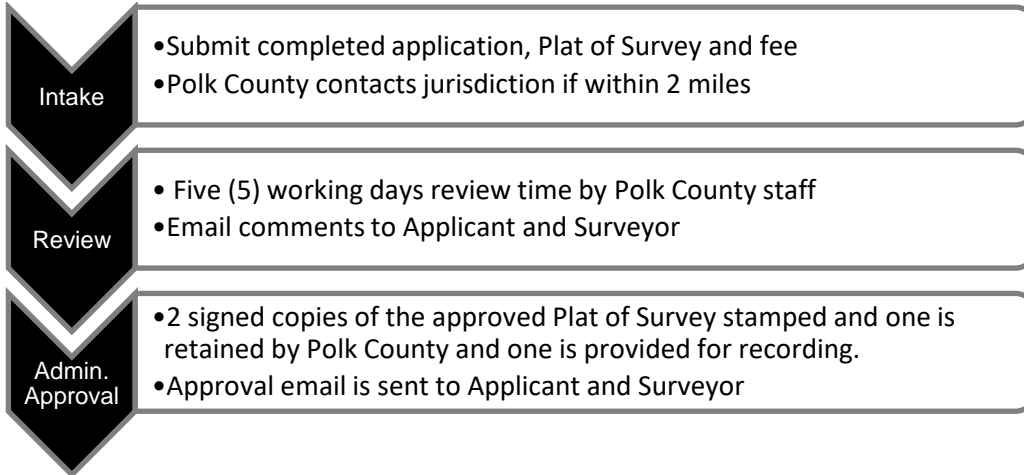 Intake
•Submit completed application, Plat of Survey and fee
•Polk County contacts jurisdiction if within 2 miles
Review
• Five (5) working days review time by Polk County staff
•Email comments to Applicant and Surveyor
Admin.
Approval
•2 signed copies of the approved Plat of Survey stamped and one is
retained by Polk County and one is provided for recording.
•Approval email is sent to Applicant and Surveyor